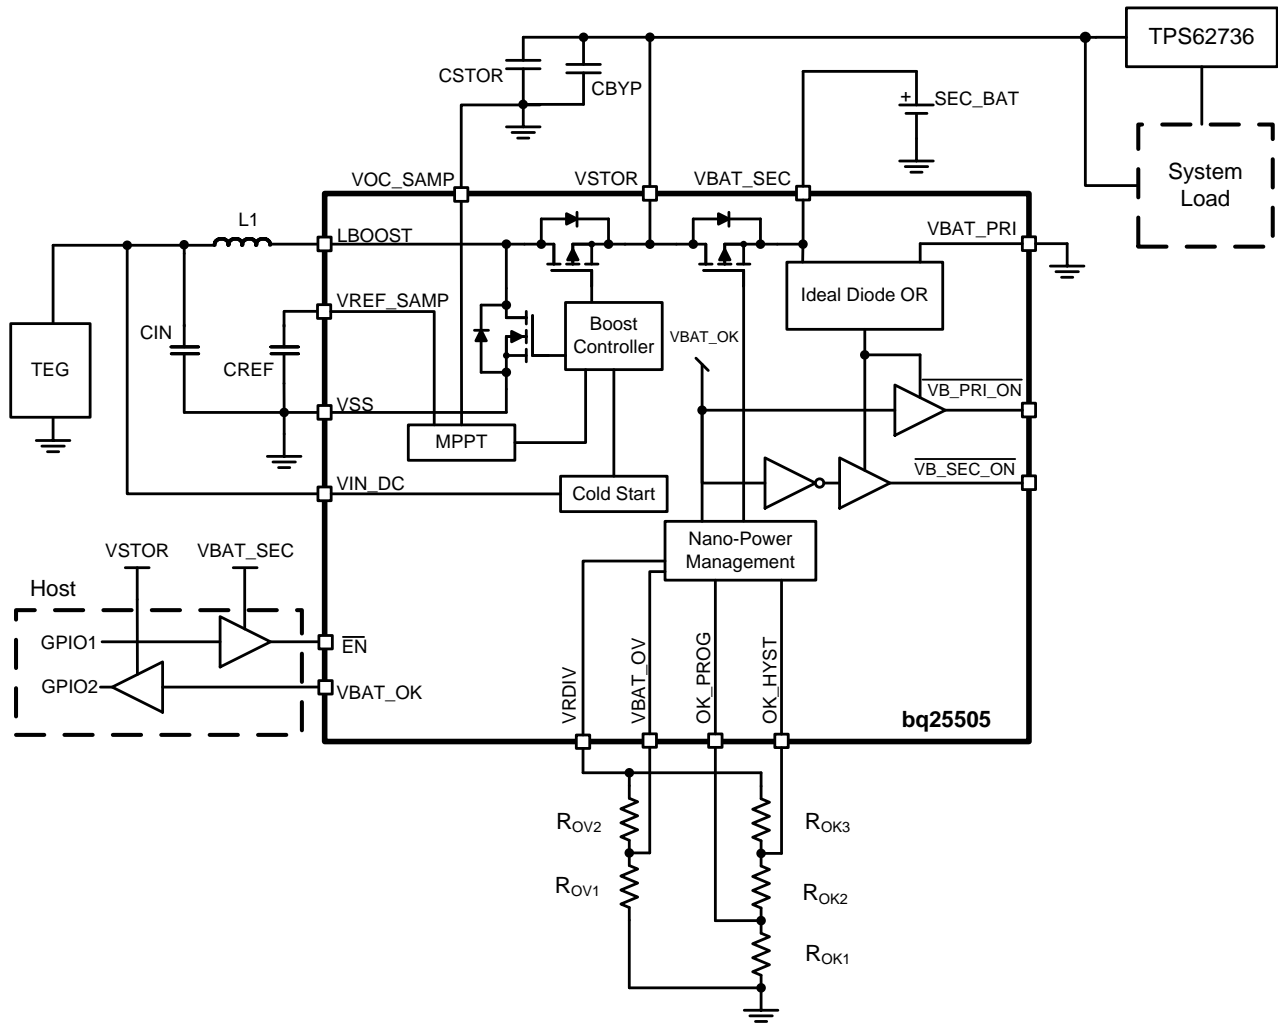 TPS62736
CSTOR
CBYP
+
SEC_BAT
System
Load
VOC_SAMP
VSTOR
VBAT_SEC
L1
LBOOST
VBAT_PRI
VREF_SAMP
Ideal Diode OR
CIN
Boost
Controller
VBAT_OK
TEG
CREF
VB_PRI_ON
VSS
MPPT
VB_SEC_ON
VIN_DC
Cold Start
Nano-Power
Management
VSTOR
VBAT_SEC
Host
GPIO1
EN
GPIO2
VBAT_OK
VRDIV
VBAT_OV
OK_PROG
OK_HYST
bq25505
ROV2
ROK3
ROV1
ROK2
ROK1